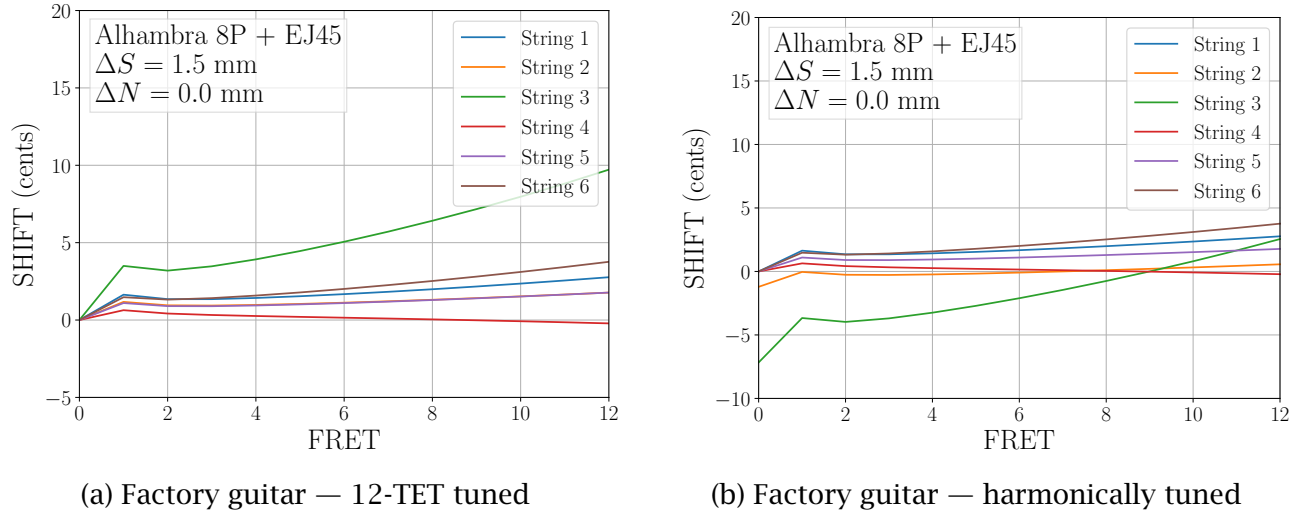 Alhambra 8P + EJ45
ΔS = 1.5 mm
ΔN = 0.0 mm
String 1
String 2
String 3
String 4
String 5
String 6
20
15
10
5
0
−5
SHIFT (cents)
0 2 4 6 8 10 12
FRET
(a) Factory guitar — 12-TET tuned
Alhambra 8P + EJ45
ΔS = 1.5 mm
ΔN = 0.0 mm
String 1
String 2
String 3
String 4
String 5
String 6
20
15
10
5
0
−5
−10
SHIFT (cents)
0 2 4 6 8 10 12
FRET
(b) Factory guitar — harmonically tuned